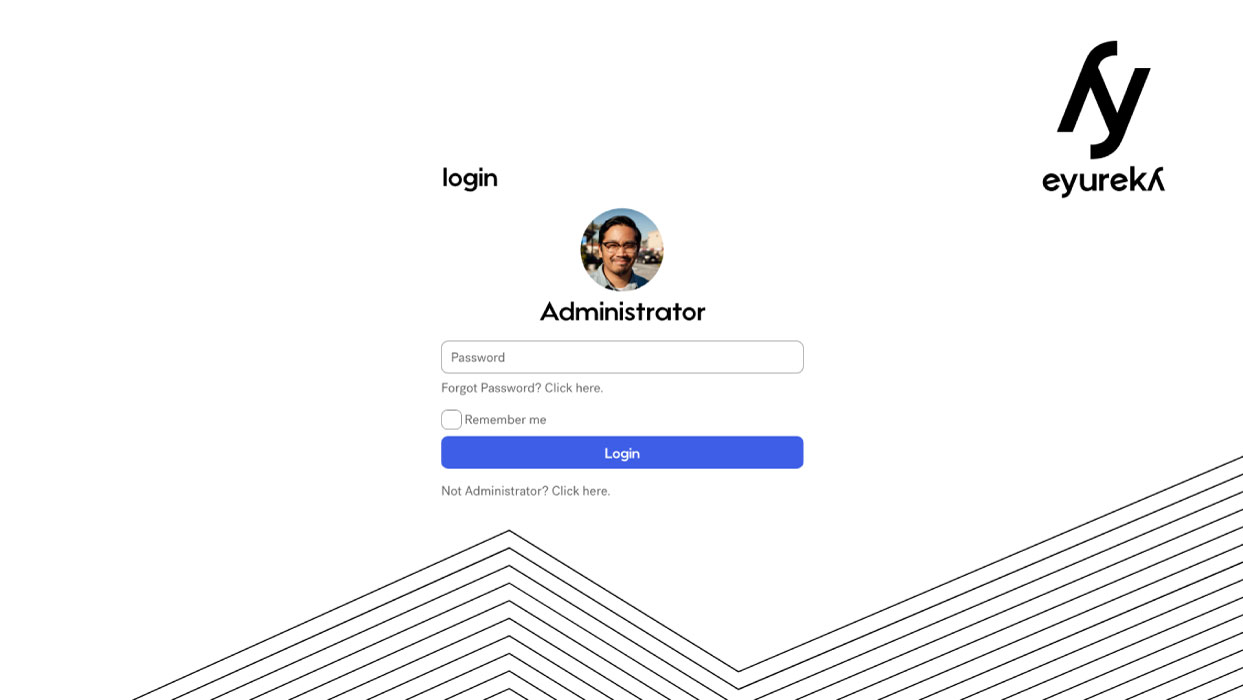 login
eyureka
Administrator
Password
Forgot Password? Click here.
Remember me
Login
Not Administrator? Click here.